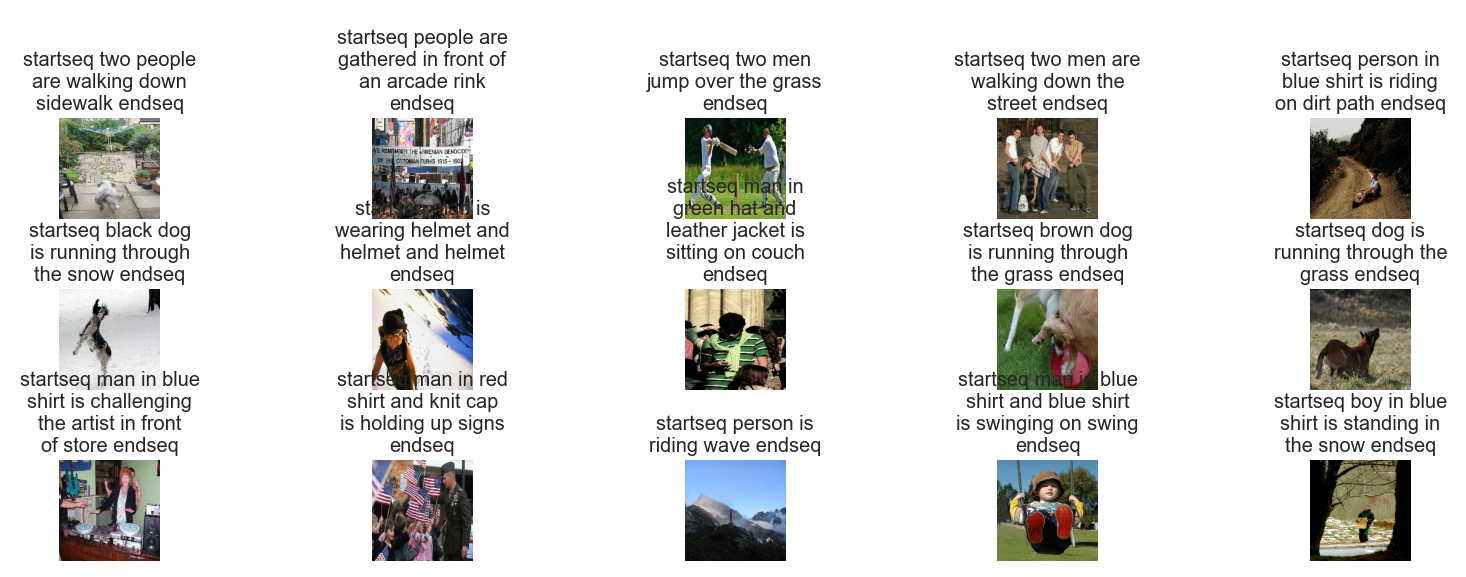 startseq two people
are walking down
sidewalk endseq
startseq people are
gathered in front of
an arcade rink
endseq
WE REMEMBER THE ARMENIAN GENOCIDE
BY THE OTTOMAN TURKS 1915-1923
startseq two men
jump over the grass
endseq
startseq two men are
walking down the
street endseq
startseq person in
blue shirt is riding
on dirt path endseq
startseq black dog
is running through
the snow endseq
is
wearing helmet and
helmet and helmet
endseq
startseq man in
green hat and
leather jacket is
sitting on couch
endseq
startseq brown dog
is running through
the grass endseq
startseq dog is
running through the
grass endseq
startseq man in blue
shirt is challenging
the artist in front
of store endseq
startseq man in red
shirt and knit cap
is holding up signs
endseq
startseq person is
riding wave endseq
startseq man in blue
shirt and blue shirt
is swinging on swing
endseq
startseq boy in blue
shirt is standing in
the snow endseq